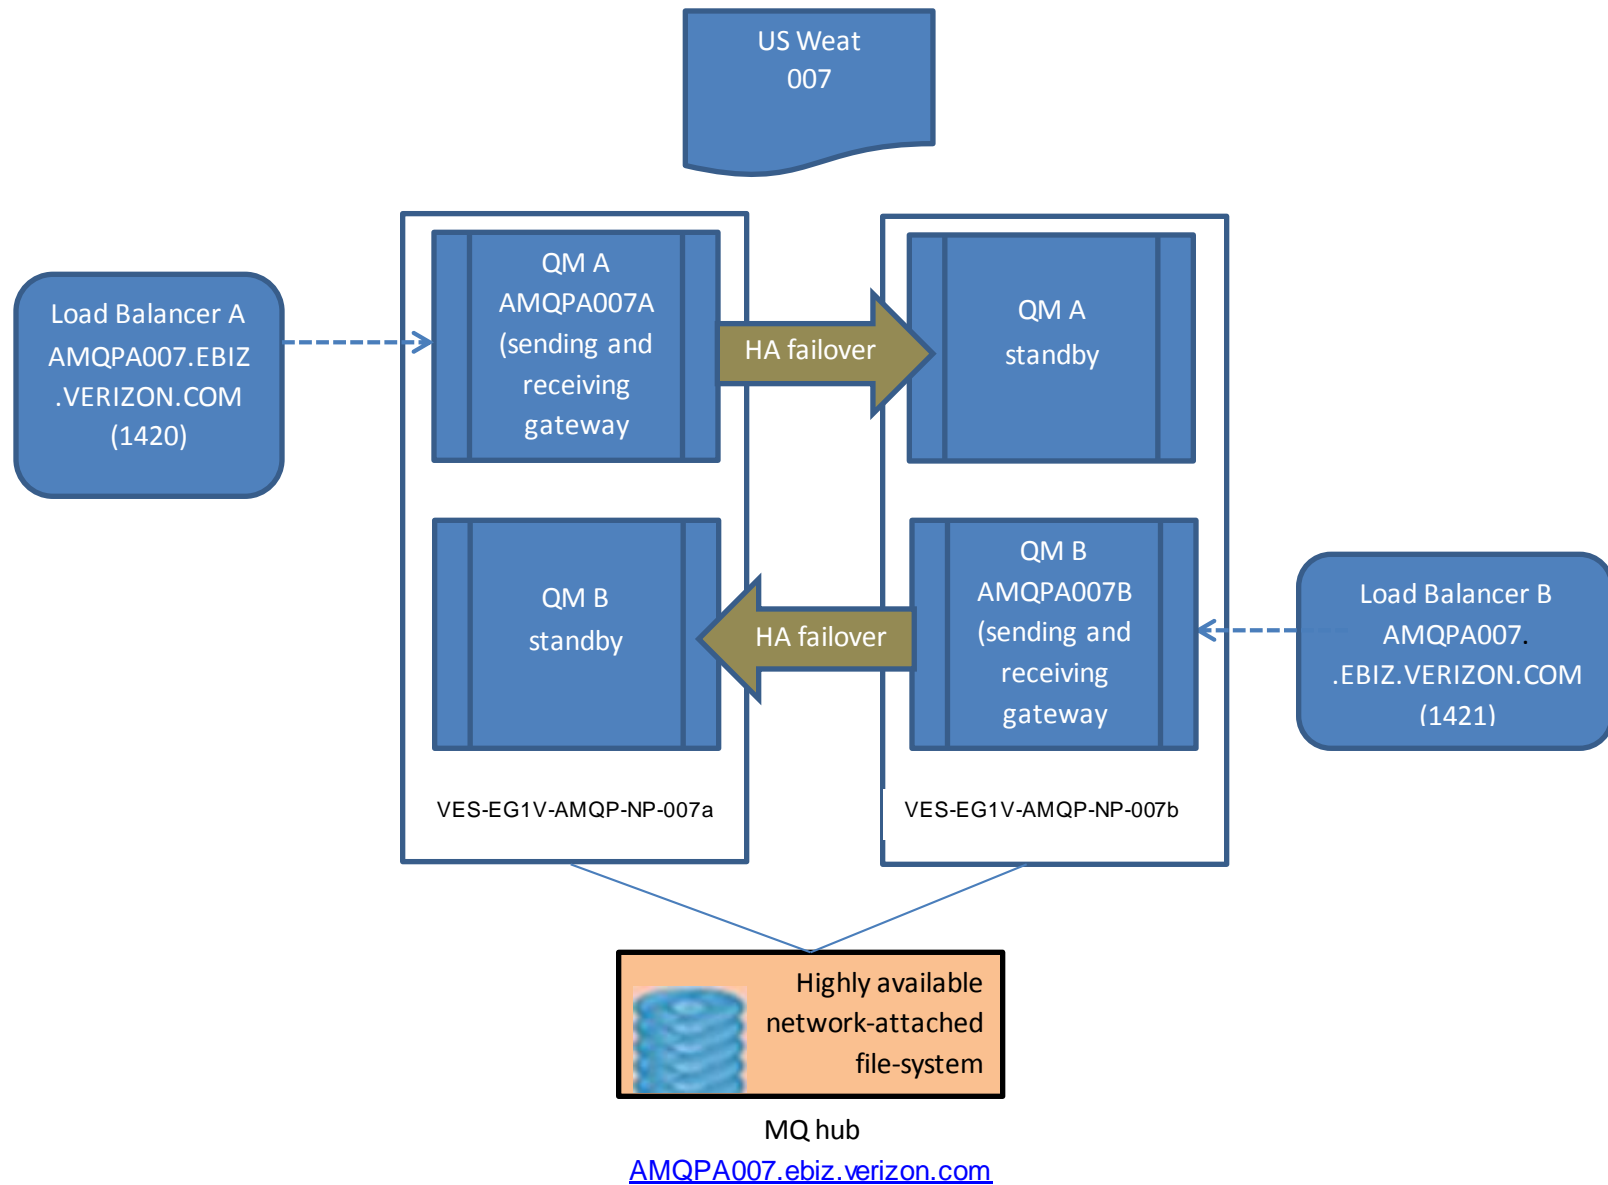 US Weat
007
Load Balancer A
AMQPA007.EBIZ
.VERIZON.COM
(1420)
QM A
AMQPA007A
(sending and
receiving
gateway
HA failover
QM A
standby
QM B
standby
HA failover
QM B
AMQPA007B
(sending and
receiving
gateway
Load Balancer B
AMQPA007.
.EBIZ.VERIZON.COM
(1421)
VES-EG1V-AMQP-NP-007a
VES-EG1V-AMQP-NP-007b
Highly available
network-attached
file-system
MQ hub
AMQPA007.ebiz.verizon.com